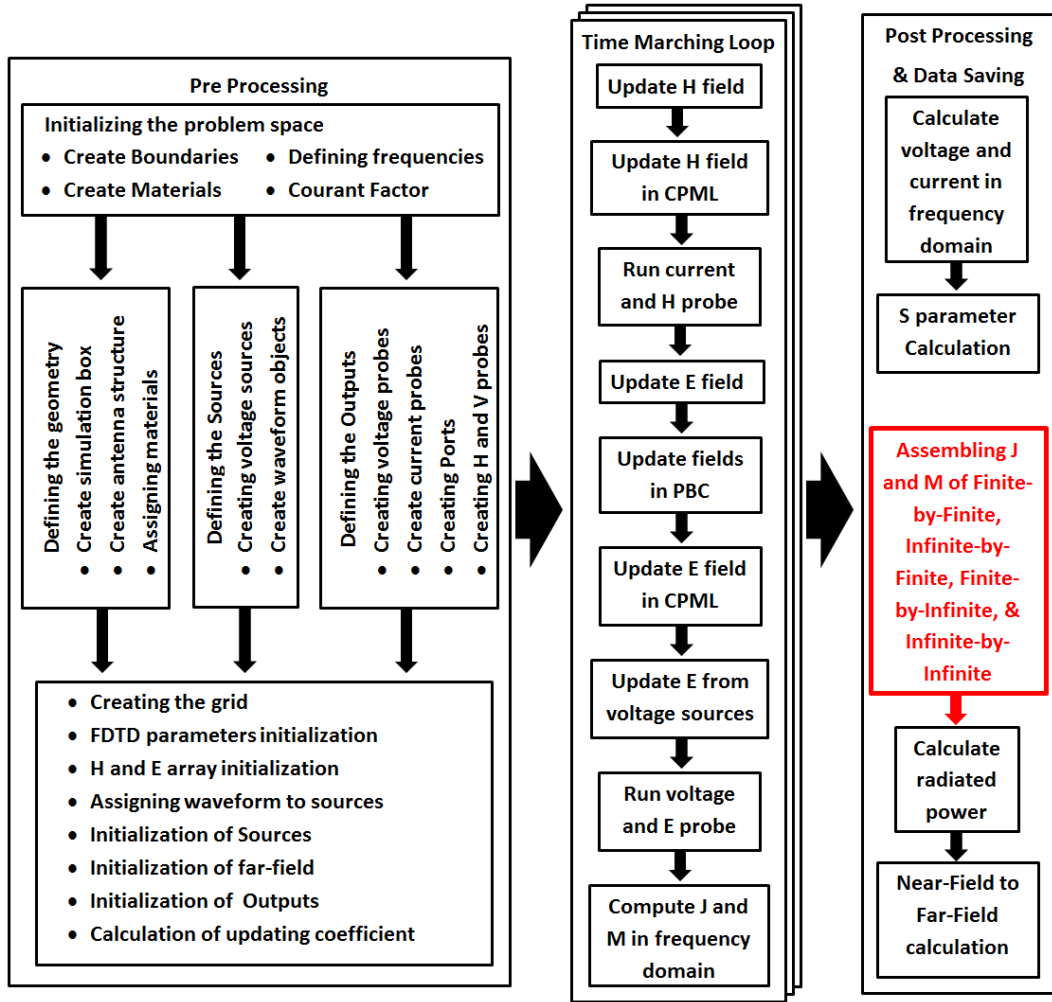 Pre Processing
Initializing the problem space
• Create Boundaries • Defining frequencies
• Create Materials • Courant Factor
Defining the geometry
• Create simulation box
• Create antenna structure
• Assigning materials
Defining the Sources
• Creating voltage sources
• Create waveform objects
Defining the Outputs
• Creating voltage probes
• Create current probes
• Creating Ports
• Creating H and V probes
• Creating the grid
• FDTD parameters initialization
• H and E array initialization
• Assigning waveform to sources
• Initialization of Sources
• Initialization of far-field
• Initialization of Outputs
• Calculation of updating coefficient
Time Marching Loop
Update H field
Update H field
in CPML
Run current
and H probe
Update E field
Update fields
in PBC
Update E field
in CPML
Update E from
voltage sources
Run voltage
and E probe
Compute J and
M in frequency
domain
Post Processing
& Data Saving
Calculate
voltage and
current in
frequency
domain
S parameter
Calculation
Assembling J
and M of Finite-
by-Finite,
Infinite-by-
Finite, Finite-
by-Infinite, &
Infinite-by-
Infinite
Calculate
radiated
power
Near-Field to
Far-Field
calculation